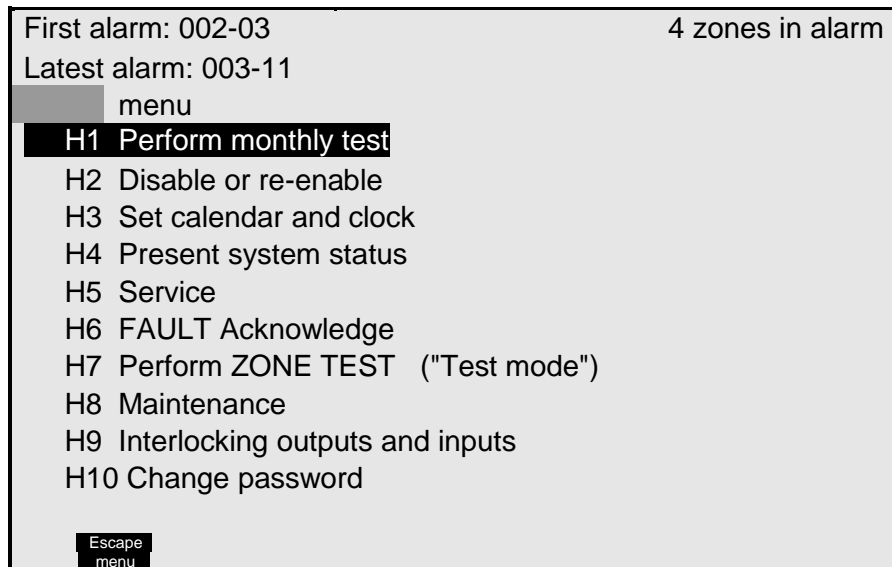 First alarm: 002-03 4 zones in alarm
Latest alarm: 003-11
menu
H1 Perform monthly test
H2 Disable or re-enable
H3 Set calendar and clock
H4 Present system status
H5 Service
H6 FAULT Acknowledge
H7 Perform ZONE TEST ("Test mode")
H8 Maintenance
H9 Interlocking outputs and inputs
H10 Change password
Escape
menu